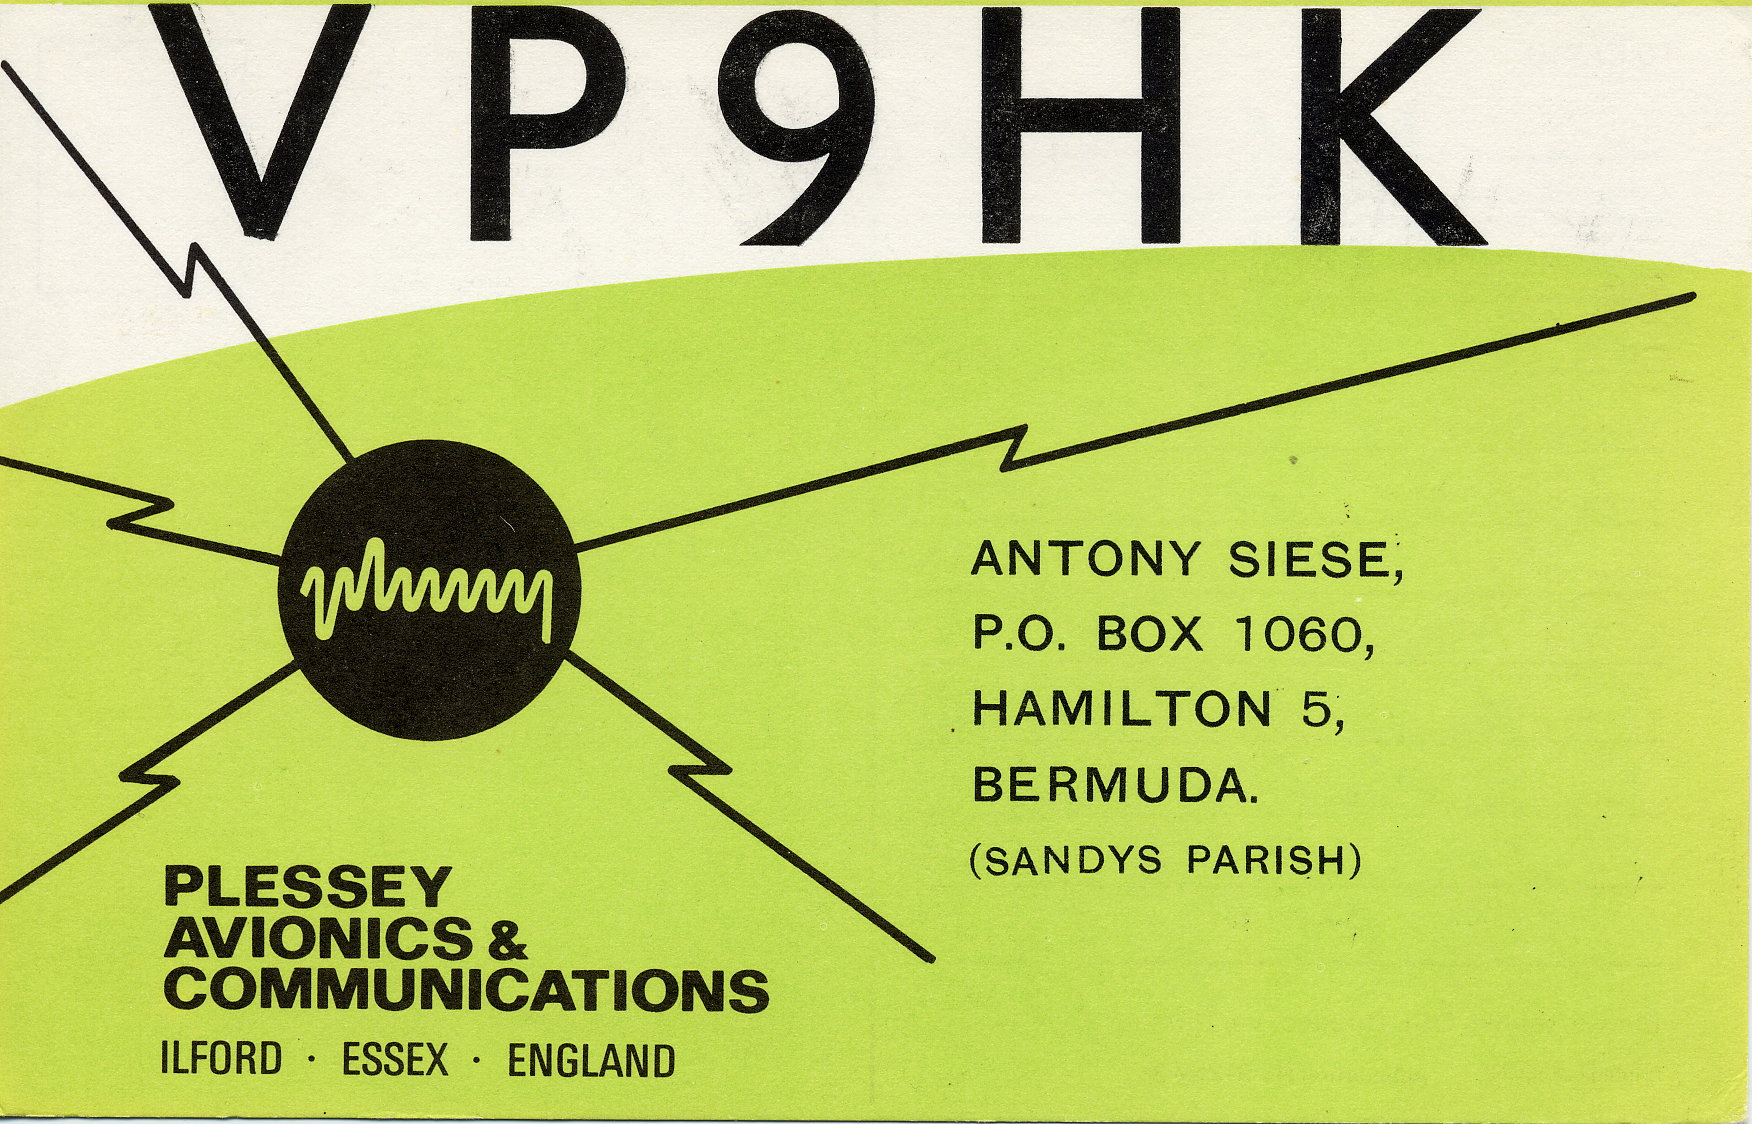 VP9HK
ANTONY SIESE,
P.O. BOX 1060,
HAMILTON 5,
BERMUDA.
(SANDYS PARISH)
PLESSEY
AVIONICS &
COMMUNICATIONS
ILFORD · ESSEX · ENGLAND